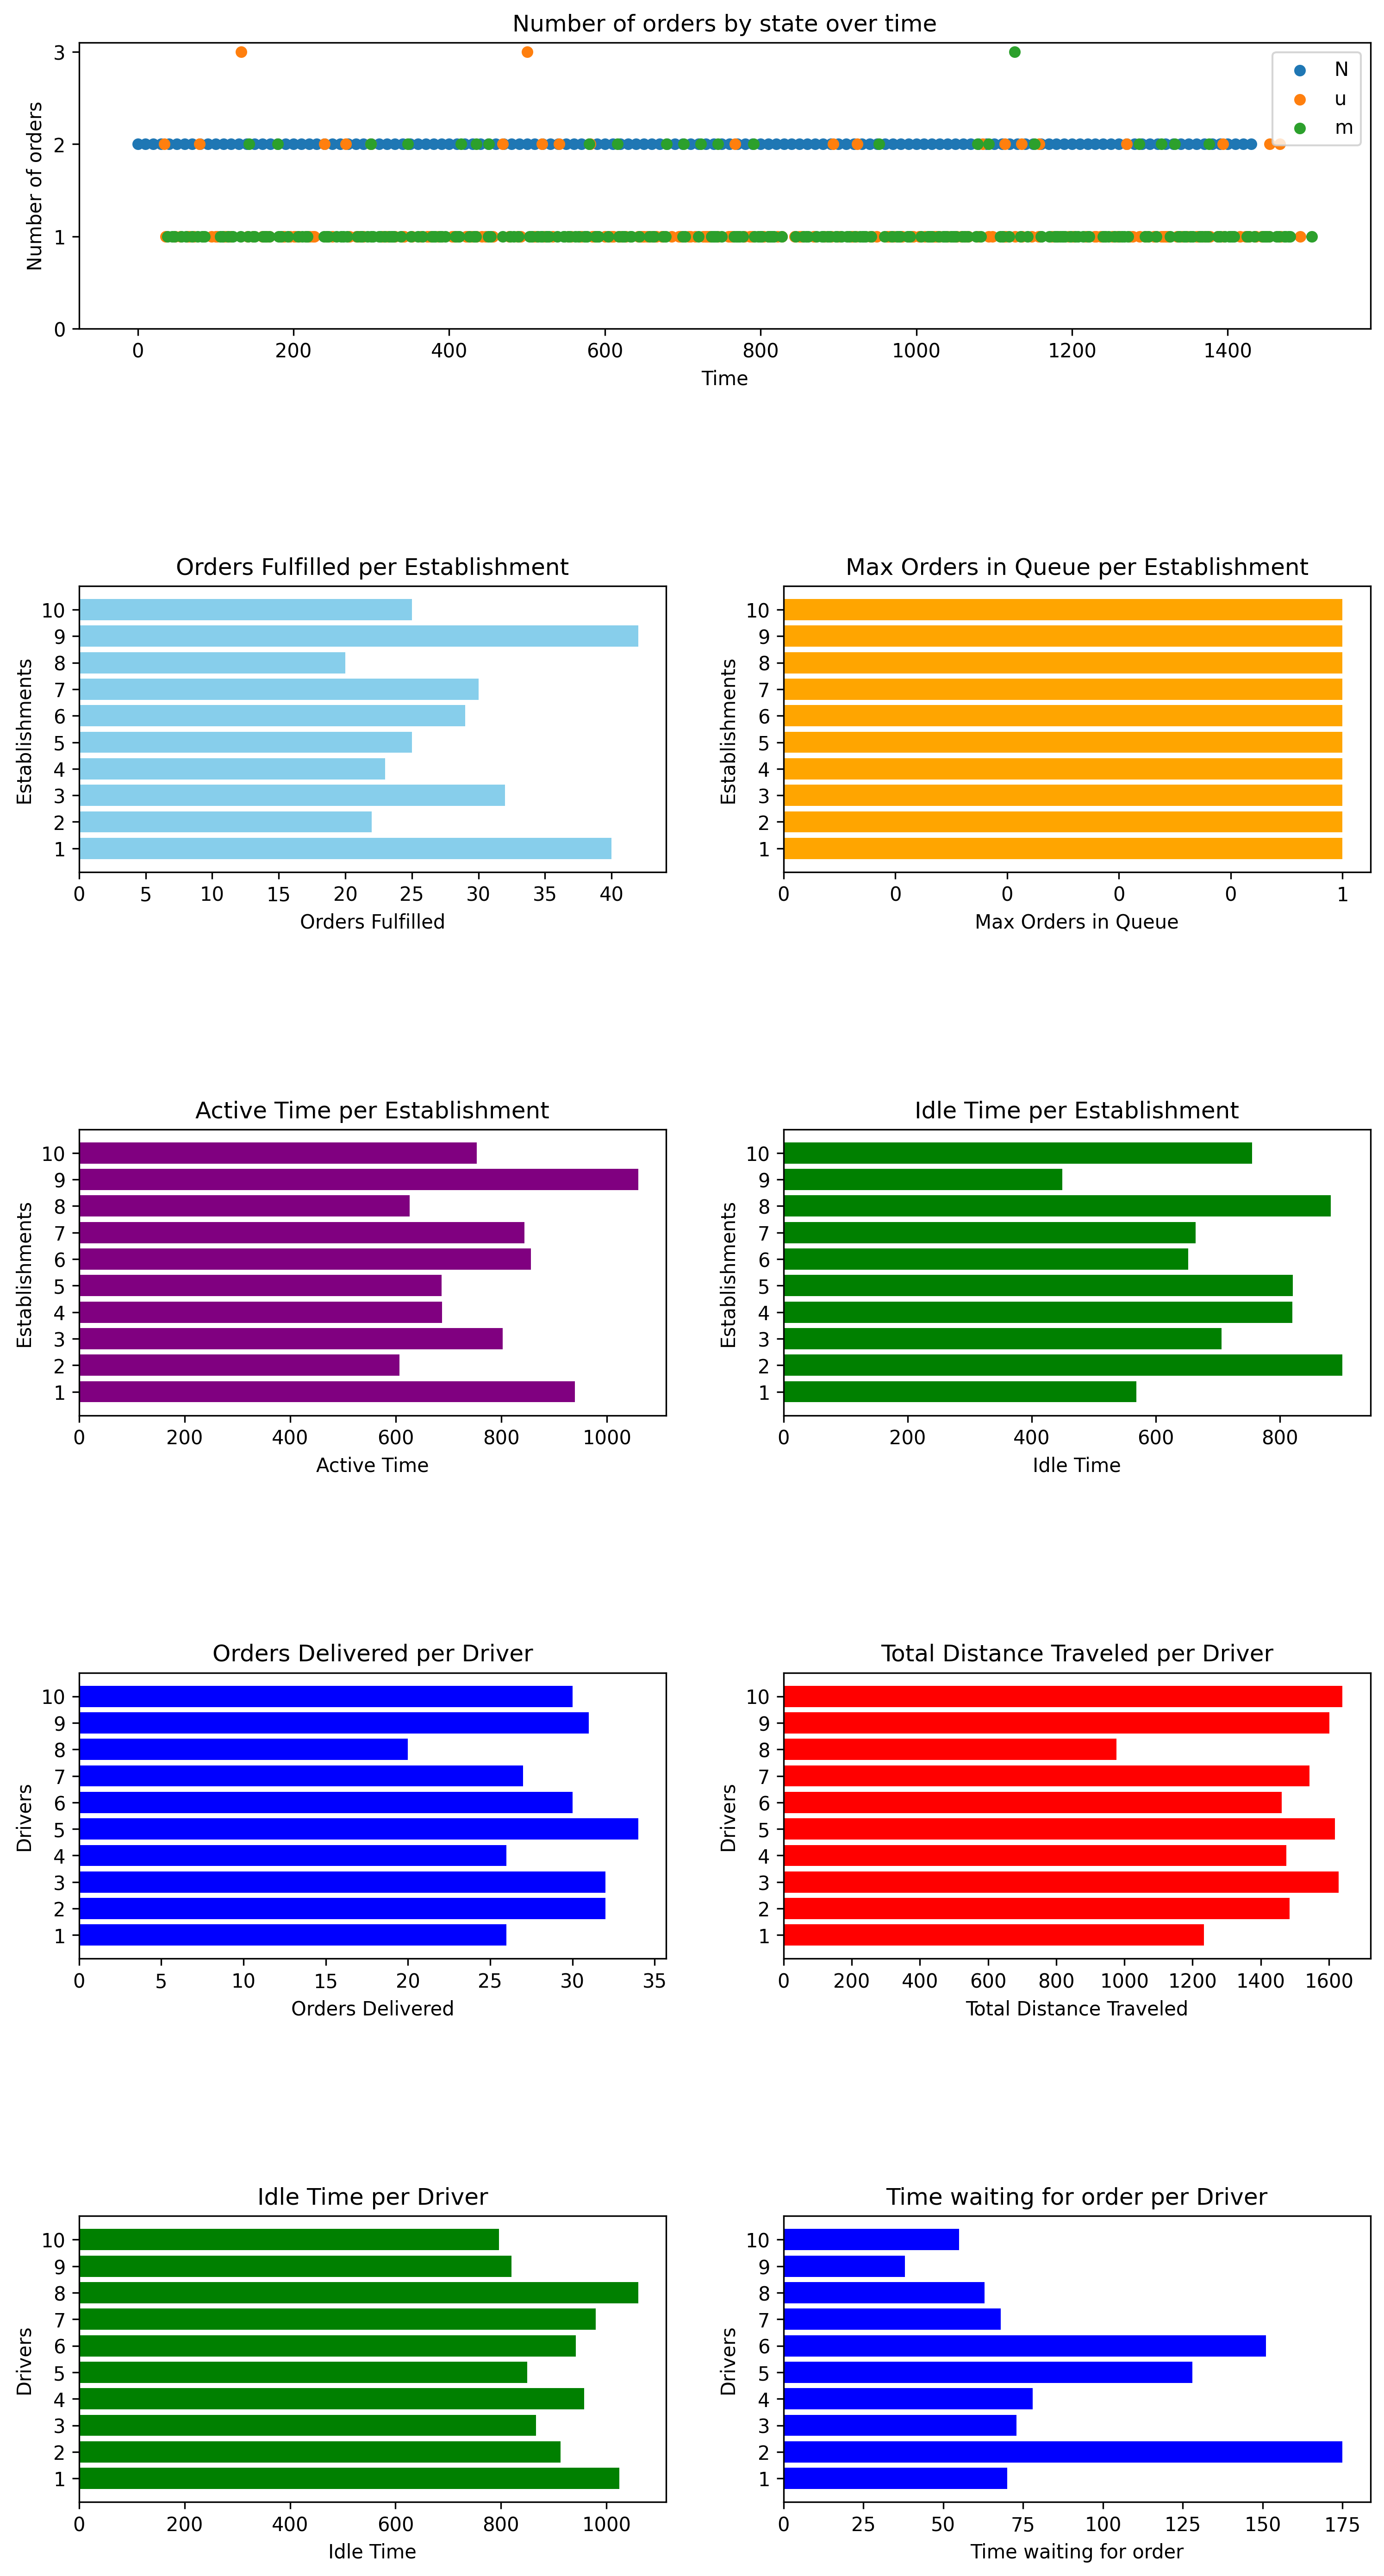 Number of orders by state over time
Number of orders
3
2
1
0
N
u
m
0 200 400 600 800 1000 1200 1400
Time
Orders Fulfilled per Establishment
Establishments
10
9
8
7
6
5
4
3
2
1
0 5 10 15 20 25 30 35 40
Orders Fulfilled
Max Orders in Queue per Establishment
Establishments
10
9
8
7
6
5
4
3
2
1
0 0 0 0 0 1
Max Orders in Queue
Active Time per Establishment
Establishments
10
9
8
7
6
5
4
3
2
1
0 200 400 600 800 1000
Active Time
Idle Time per Establishment
Establishments
10
9
8
7
6
5
4
3
2
1
0 200 400 600 800
Idle Time
Orders Delivered per Driver
Drivers
10
9
8
7
6
5
4
3
2
1
0 5 10 15 20 25 30 35
Orders Delivered
Total Distance Traveled per Driver
Drivers
10
9
8
7
6
5
4
3
2
1
0 200 400 600 800 1000 1200 1400 1600
Total Distance Traveled
Idle Time per Driver
Drivers
10
9
8
7
6
5
4
3
2
1
0 200 400 600 800 1000
Idle Time
Time waiting for order per Driver
Drivers
10
9
8
7
6
5
4
3
2
1
0 25 50 75 100 125 150 175
Time waiting for order